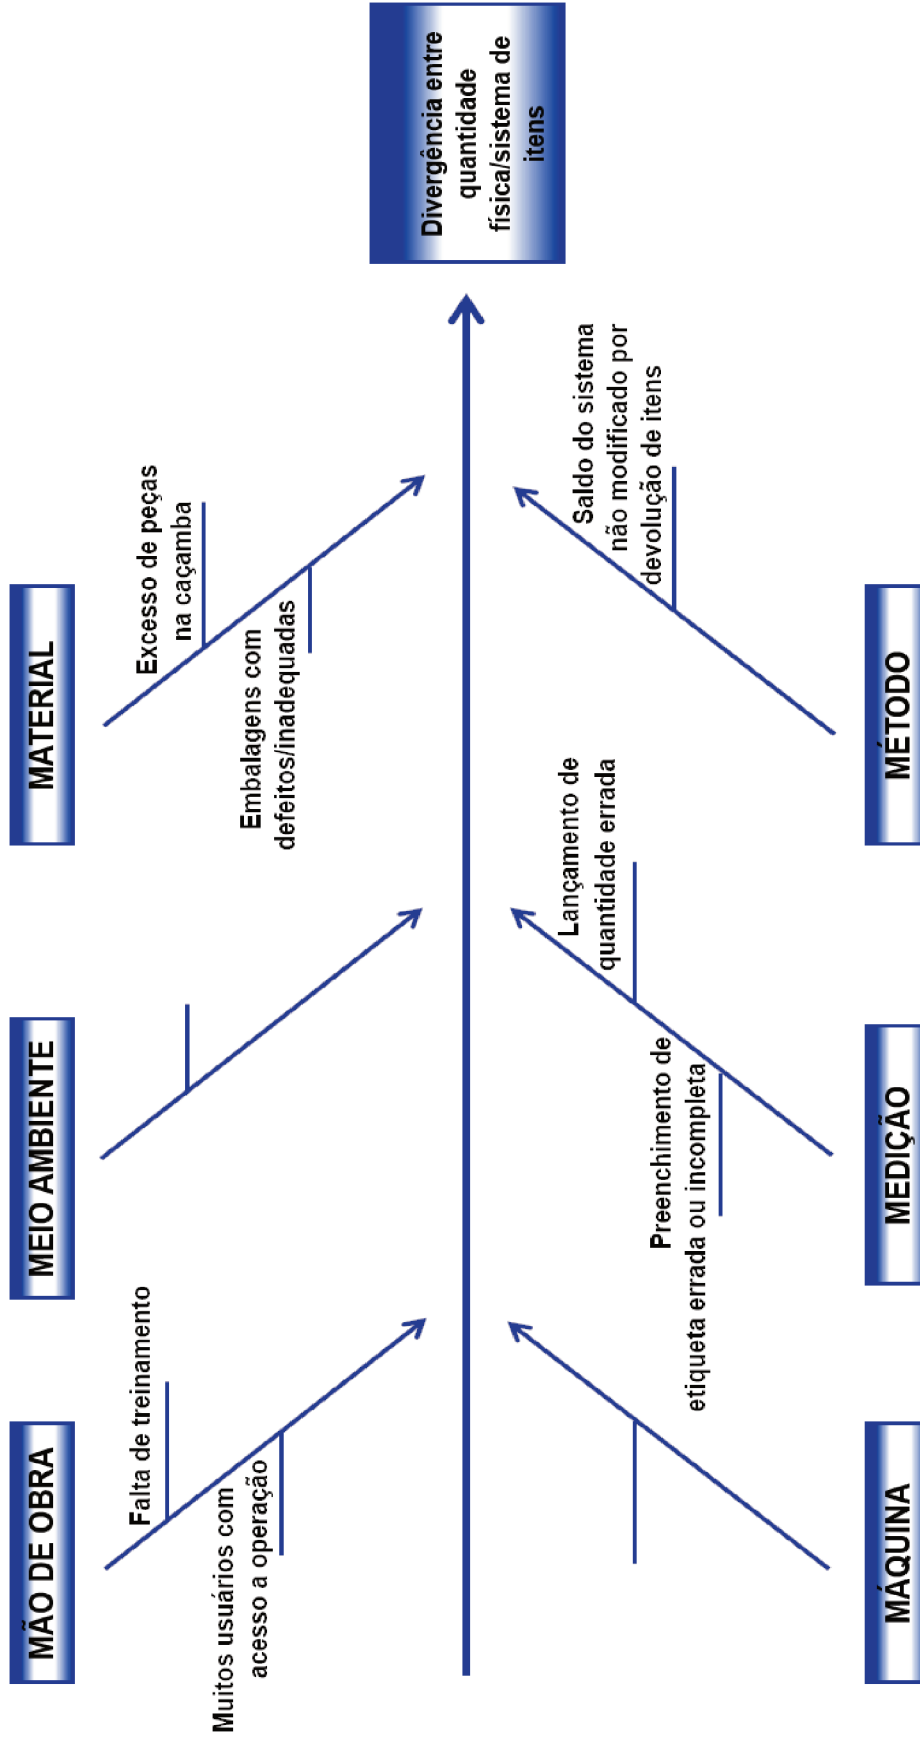 MÃO DE OBRA
MEIO AMBIENTE
MATERIAL
Falta de treinamento
Muitos usuários com
acesso a operação
Excesso de peças
na caçamba
Embalagens com
defeitos/inadequadas
Divergência entre
quantidade
física/sistema de
itens
Lançamento de
quantidade errada
Preenchimento de
etiqueta errada ou incompleta
Saldo do sistema
não modificado por
devolução de itens
MÁQUINA
MEDIÇÃO
MÉTODO